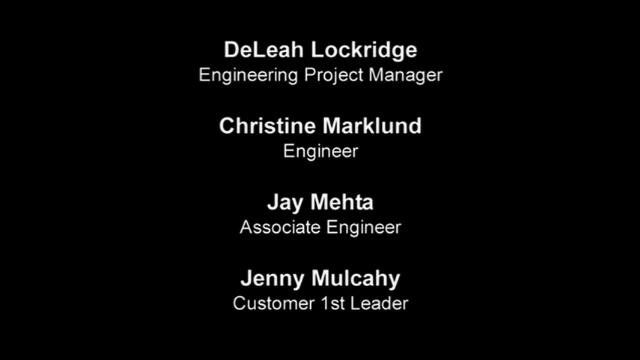 DeLeah Lockridge
Engineering Project Manager
Christine Marklund
Engineer
Jay Mehta
Associate Engineer
Jenny Mulcahy
Customer 1st Leader